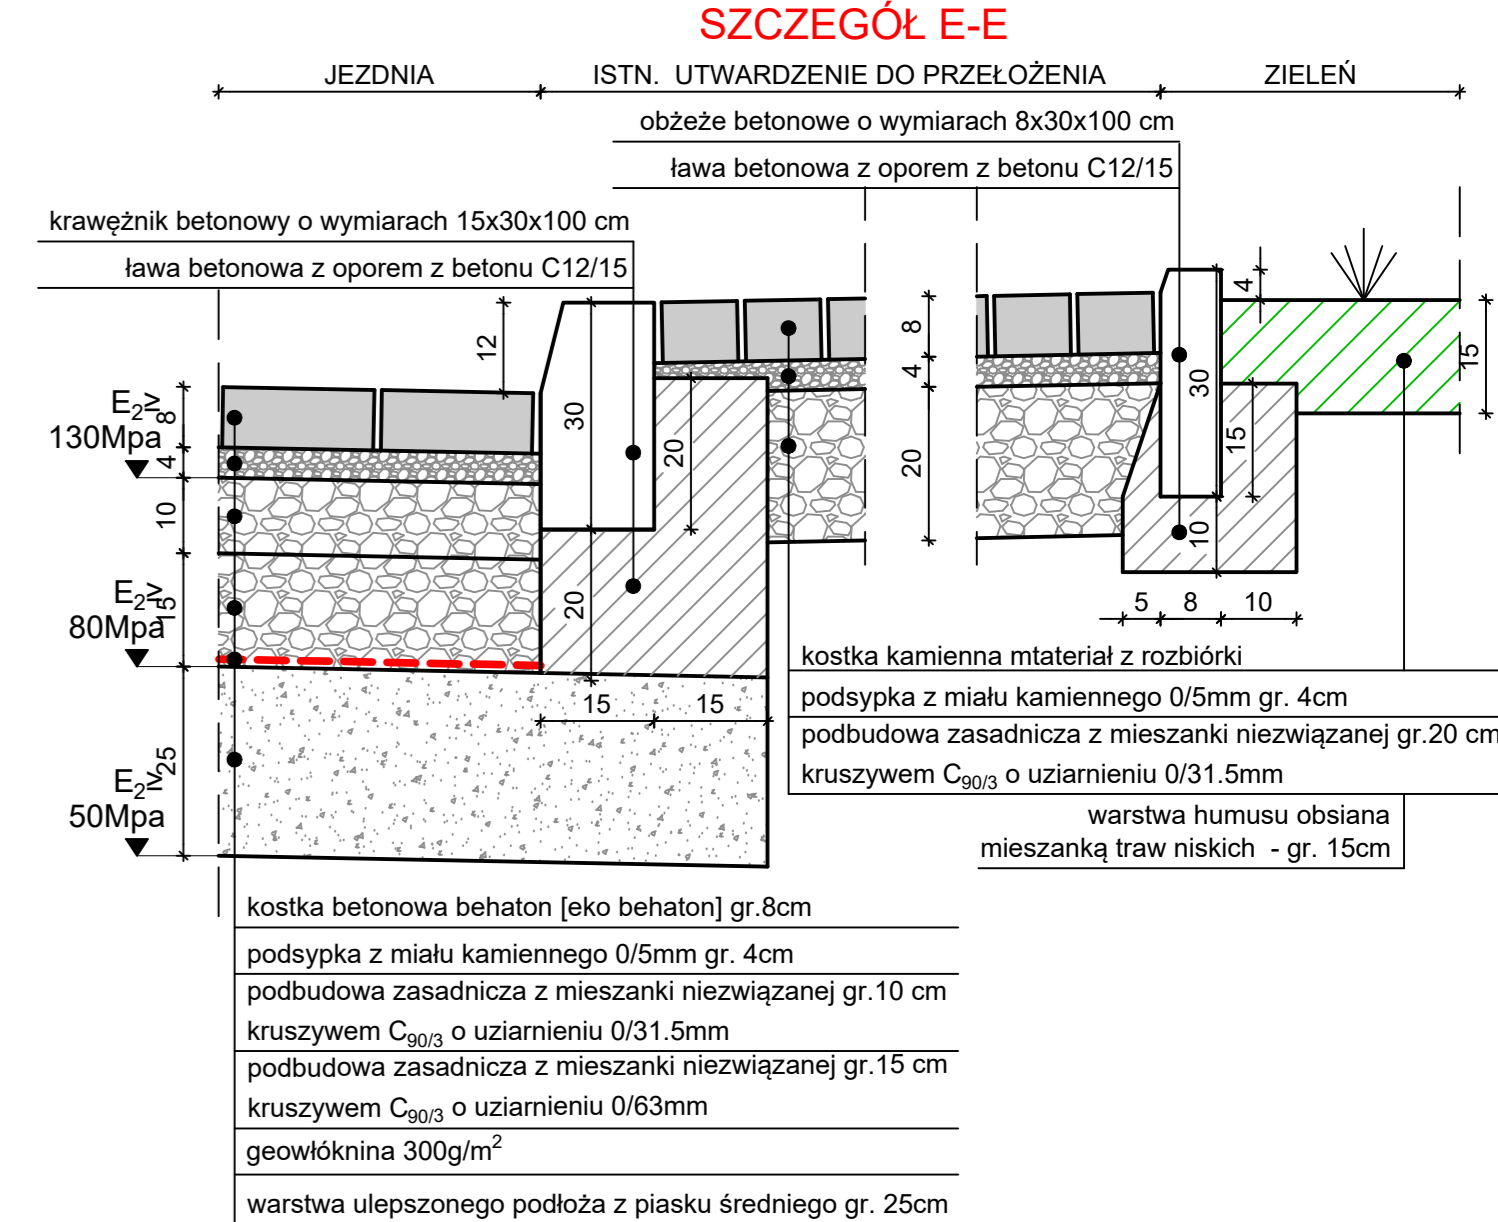 SZCZEGÓŁ E-E
JEZDNIA
ISTN. UTWARDZENIE DO PRZEŁOŻENIA
ZIELEŃ
obżeże betonowe o wymiarach 8x30x100 cm
ława betonowa z oporem z betonu C12/15
krawężnik betonowy o wymiarach 15x30x100 cm
ława betonowa z oporem z betonu C12/15
12
30
20
20
15
15
8
4
20
4
30
15
10
15
5
8
10
E2≥
130Mpa
8
4
10
E2≥
80Mpa
15
E2≥
50Mpa
25
kostka kamienna mtateriał z rozbiórki
podsypka z miału kamiennego 0/5mm gr. 4cm
podbudowa zasadnicza z mieszanki niezwiązanej gr.20 cm
kruszywem C90/3 o uziarnieniu 0/31.5mm
warstwa humusu obsiana
mieszanką traw niskich - gr. 15cm
kostka betonowa behaton [eko behaton] gr.8cm
podsypka z miału kamiennego 0/5mm gr. 4cm
podbudowa zasadnicza z mieszanki niezwiązanej gr.10 cm
kruszywem C90/3 o uziarnieniu 0/31.5mm
podbudowa zasadnicza z mieszanki niezwiązanej gr.15 cm
kruszywem C90/3 o uziarnieniu 0/63mm
geowłóknina 300g/m²
warstwa ulepszonego podłoża z piasku średniego gr. 25cm